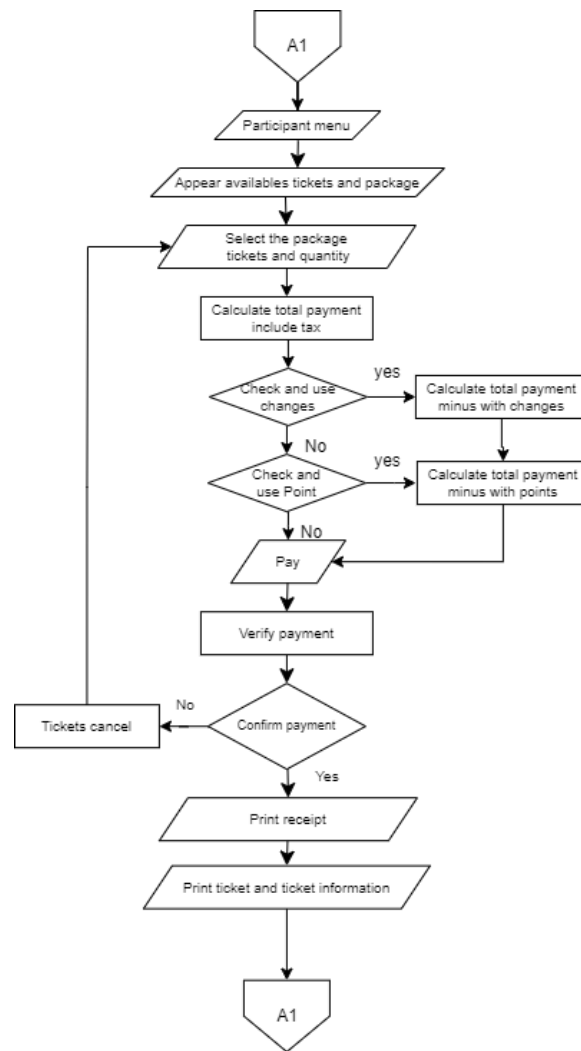 A1
Participant menu
Appear availables tickets and package
Select the package
tickets and quantity
Calculate total payment
include tax
Check and use
changes
yes
Calculate total payment
minus with changes
No
Check and
use Point
yes
Calculate total payment
minus with points
No
Pay
Verify payment
Confirm payment
No
Tickets cancel
Yes
Print receipt
Print ticket and ticket information
A1